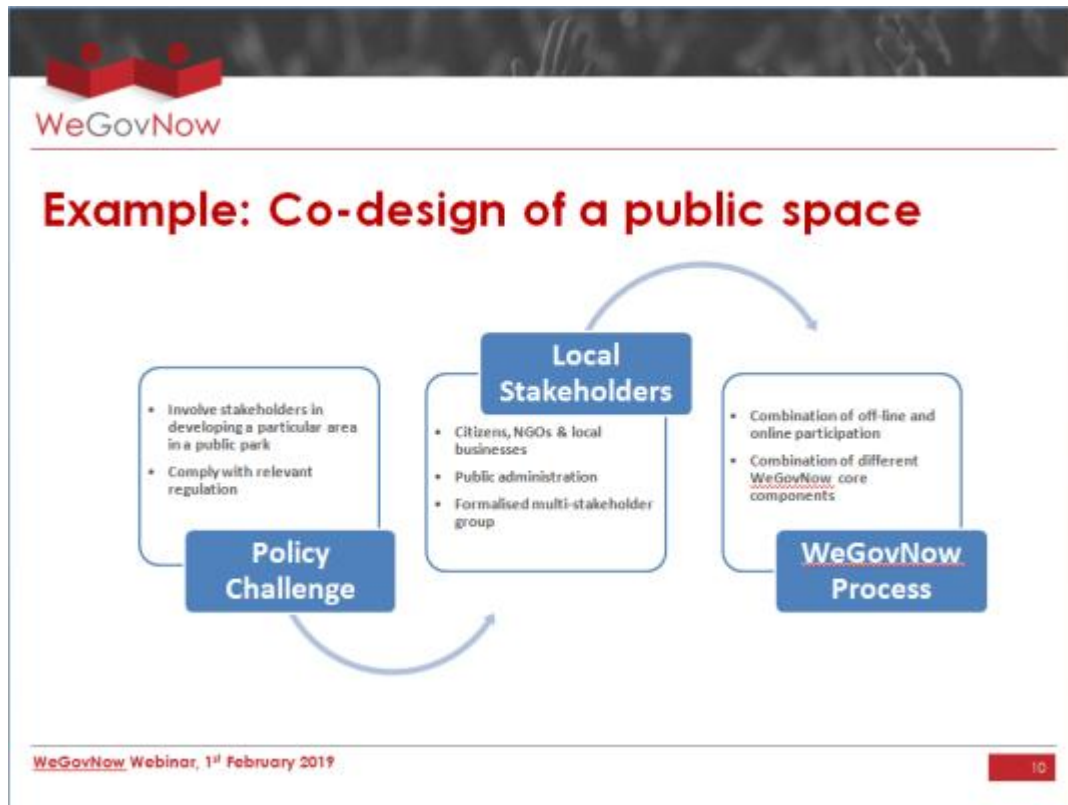 WeGovNow
Example: Co-design of a public space
• Involve stakeholders in
developing a particular area
in a public park
• Comply with relevant
regulation
Policy
Challenge
Local
Stakeholders
• Citizens, NGOs & local
businesses
• Public administration
• Formalised multi-stakeholder
group
• Combination of off-line and
online participation
• Combination of different
WeGovNow core
components
WeGovNow
Process
WeGovNow Webinar, 1st February 2019
10